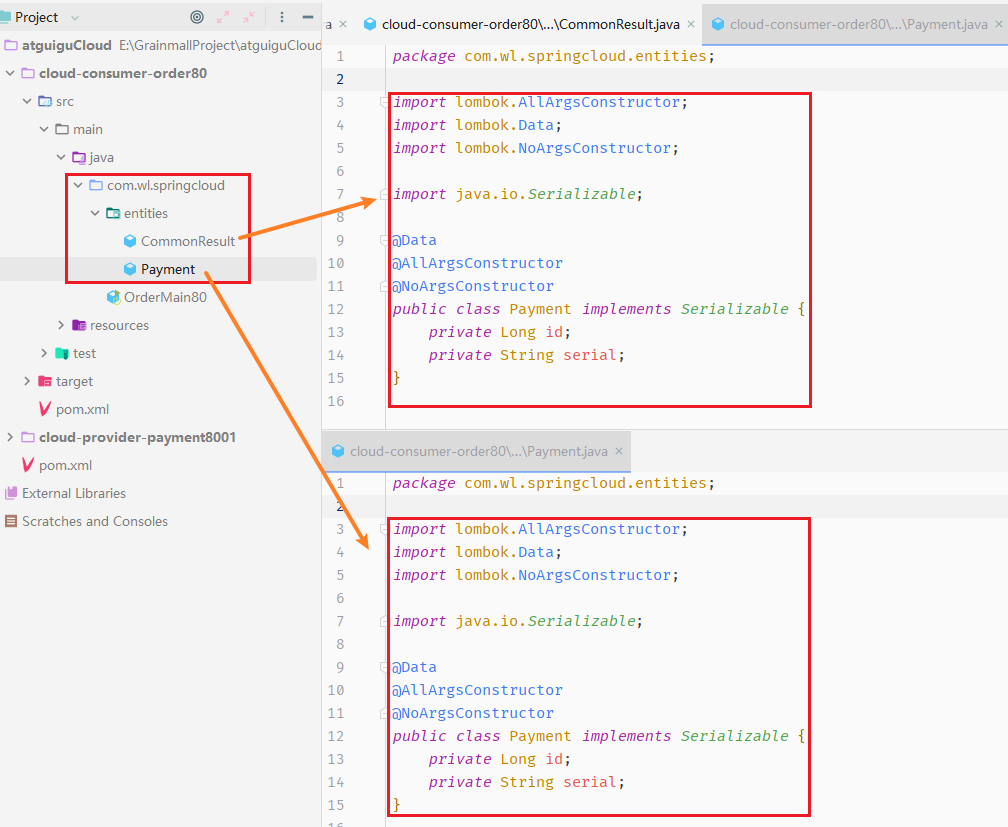 Project
atguiguCloud E:\GrainmallProject\atguiguCloud
cloud-consumer-order80
src
main
java
com.wl.springcloud
entities
CommonResult
Payment
OrderMain80
resources
test
target
pom.xml
cloud-provider-payment8001
pom.xml
External Libraries
Scratches and Consoles
a × cloud-consumer-order80\...\CommonResult.java × cloud-consumer-order80\...\Payment.java ×
1 package com.wl.springcloud.entities;
2
3 import lombok.AllArgsConstructor;
4 import lombok.Data;
5 import lombok.NoArgsConstructor;
6
7 import java.io.Serializable;
8
9 @Data
10 @AllArgsConstructor
11 @NoArgsConstructor
12 public class Payment implements Serializable {
13 private Long id;
14 private String serial;
15 }
16
cloud-consumer-order80\...\Payment.java ×
1 package com.wl.springcloud.entities;
2
3 import lombok.AllArgsConstructor;
4 import lombok.Data;
5 import lombok.NoArgsConstructor;
6
7 import java.io.Serializable;
8
9 @Data
10 @AllArgsConstructor
11 @NoArgsConstructor
12 public class Payment implements Serializable {
13 private Long id;
14 private String serial;
15 }
16